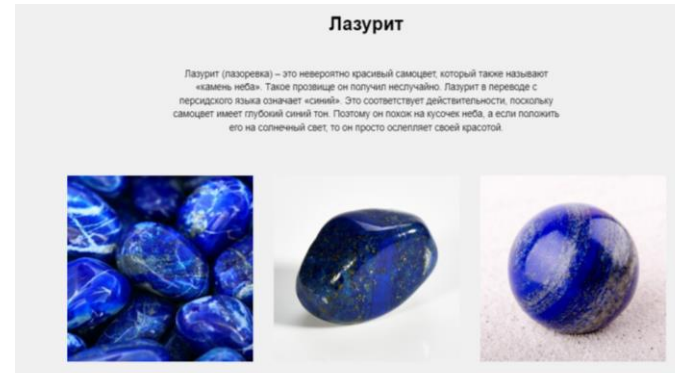 Лазурит
Лазурит (лазоревка) – это невероятно красивый самоцвет, который также называют
«камень неба». Такое прозвище он получил неслучайно. Лазурит в переводе с
персидского языка означает «синий». Это соответствует действительности, поскольку
самоцвет имеет глубокий синий тон. Поэтому он похож на кусочек неба, а если положить
его на солнечный свет, то он просто ослепляет своей красотой.